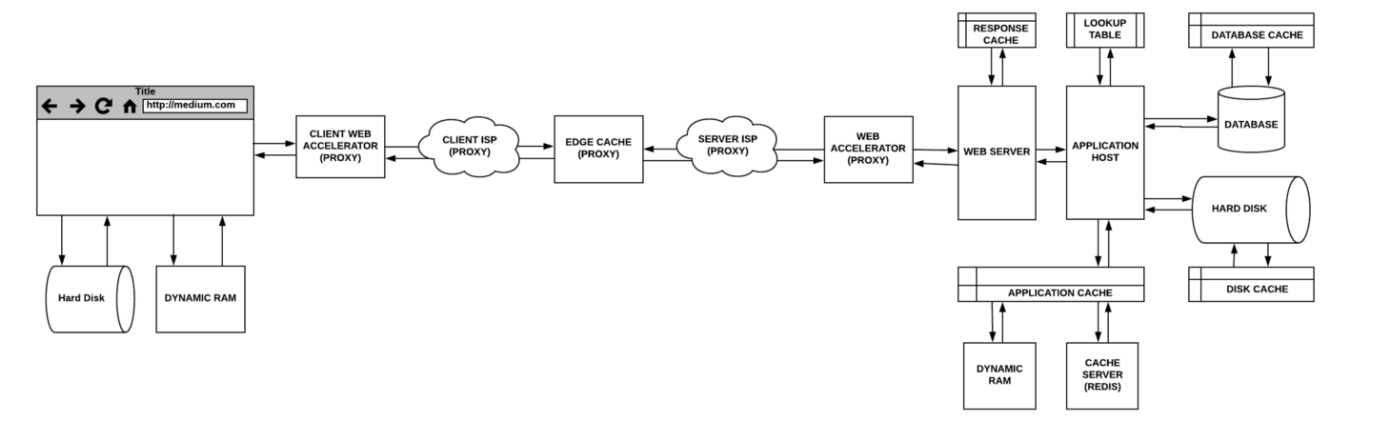 Title
http://medium.com
Hard Disk
DYNAMIC RAM
CLIENT WEB
ACCELERATOR
(PROXY)
CLIENT ISP
(PROXY)
EDGE CACHE
(PROXY)
SERVER ISP
(PROXY)
WEB
ACCELERATOR
(PROXY)
RESPONSE
CACHE
WEB SERVER
LOOKUP
TABLE
APPLICATION
HOST
DATABASE CACHE
DATABASE
HARD DISK
DISK CACHE
APPLICATION CACHE
DYNAMIC
RAM
CACHE
SERVER
(REDIS)